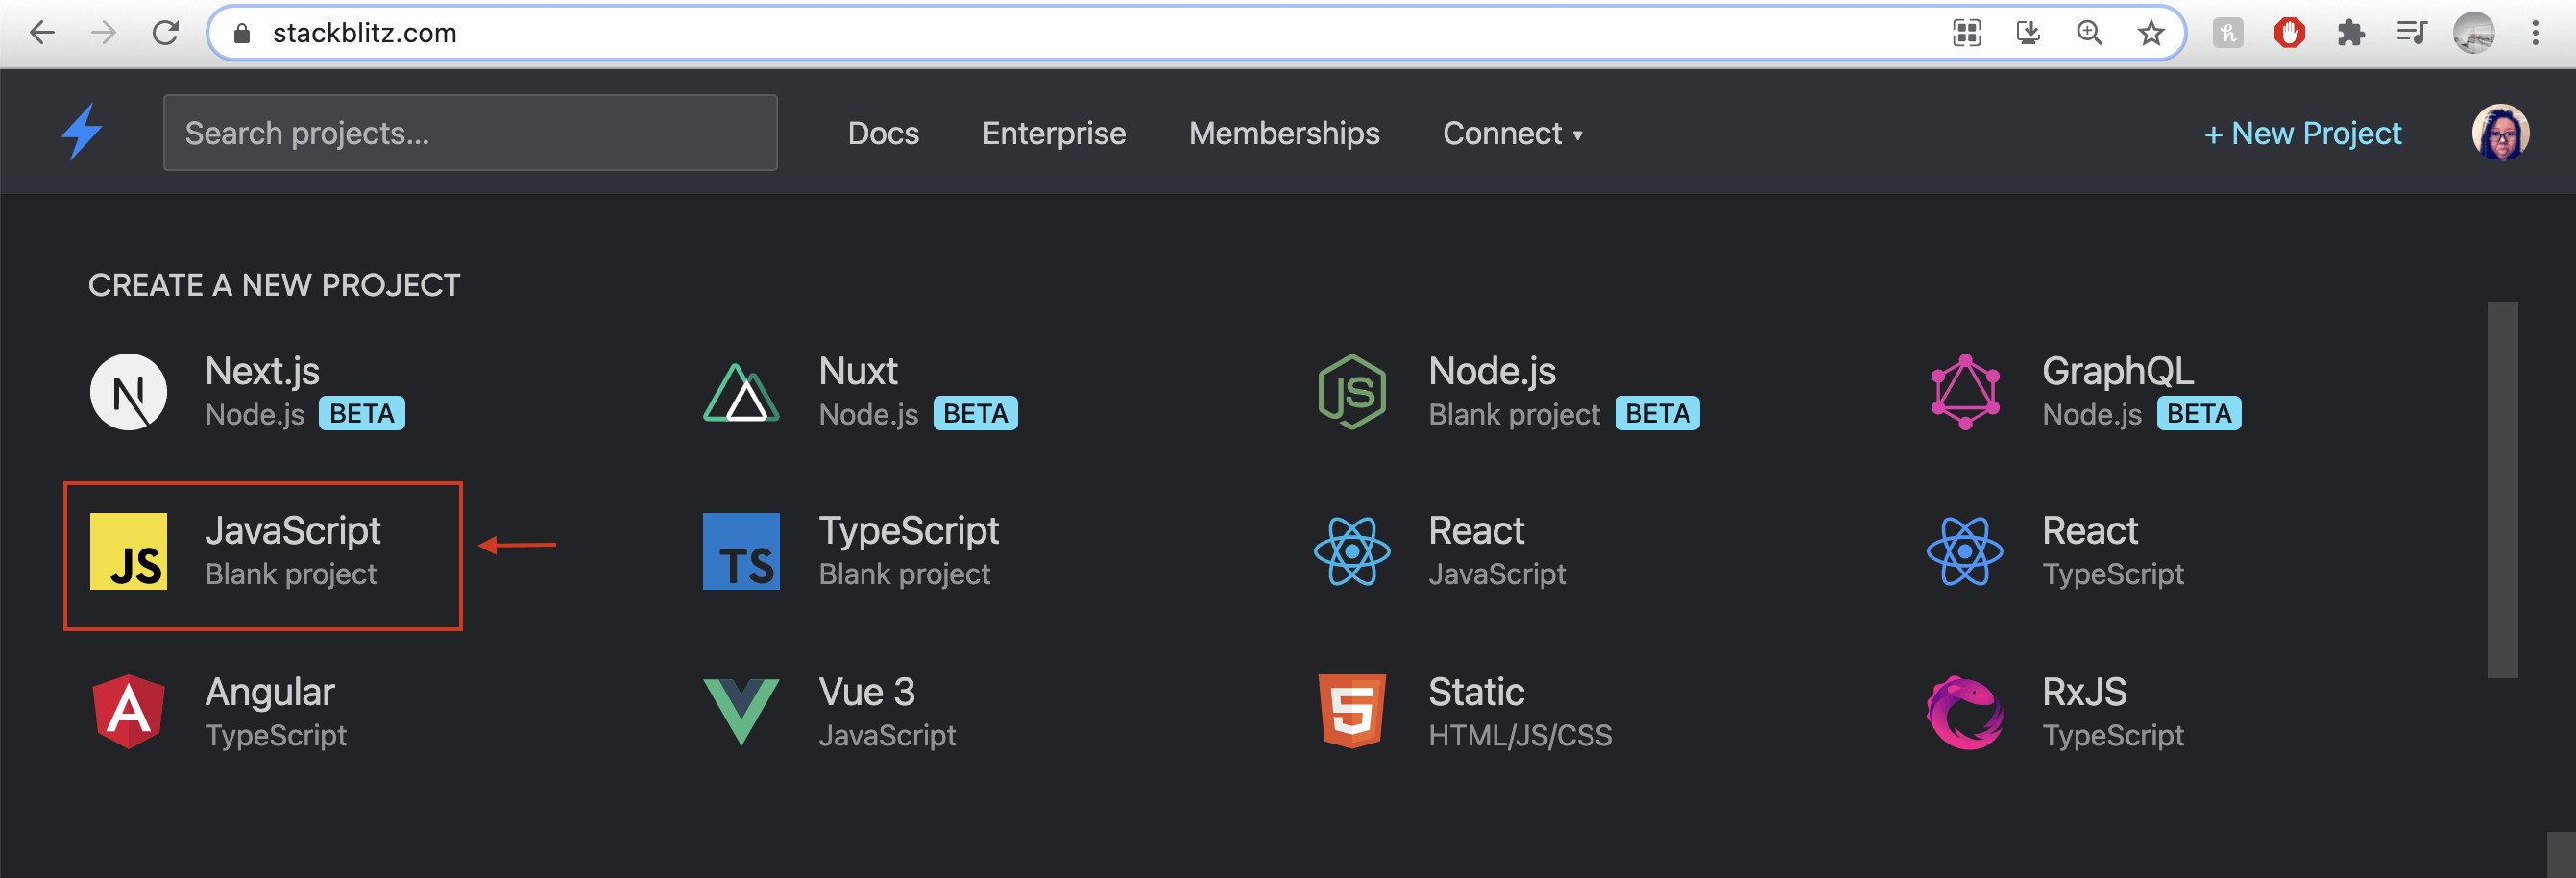 stackblitz.com
Search projects...
Docs
Enterprise
Memberships
Connect ▾
+ New Project
CREATE A NEW PROJECT
Next.js
Node.js BETA
Nuxt
Node.js BETA
Node.js
Blank project BETA
GraphQL
Node.js BETA
JS
JavaScript
Blank project
TS
TypeScript
Blank project
React
JavaScript
React
TypeScript
Angular
TypeScript
Vue 3
JavaScript
Static
HTML/JS/CSS
RxJS
TypeScript